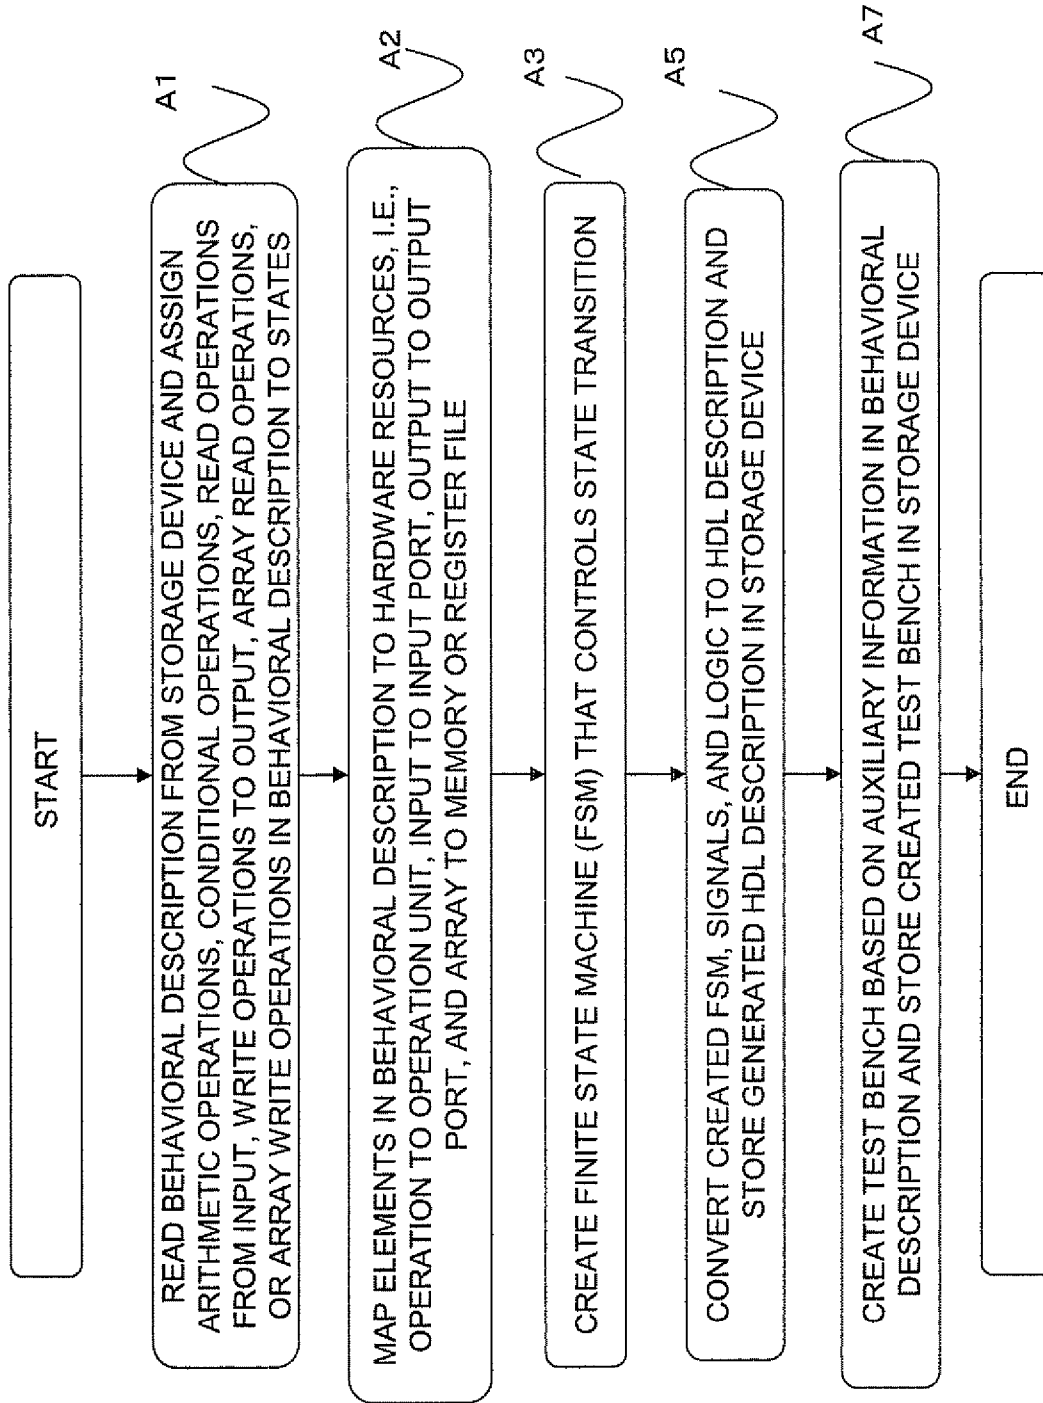 START
A1
READ BEHAVIORAL DESCRIPTION FROM STORAGE DEVICE AND ASSIGN
ARITHMETIC OPERATIONS, CONDITIONAL OPERATIONS, READ OPERATIONS
FROM INPUT, WRITE OPERATIONS TO OUTPUT, ARRAY READ OPERATIONS,
OR ARRAY WRITE OPERATIONS IN BEHAVIORAL DESCRIPTION TO STATES
A2
MAP ELEMENTS IN BEHAVIORAL DESCRIPTION TO HARDWARE RESOURCES, I.E.,
OPERATION TO OPERATION UNIT, INPUT TO INPUT PORT, OUTPUT TO OUTPUT
PORT, AND ARRAY TO MEMORY OR REGISTER FILE
A3
CREATE FINITE STATE MACHINE (FSM) THAT CONTROLS STATE TRANSITION
A5
CONVERT CREATED FSM, SIGNALS, AND LOGIC TO HDL DESCRIPTION AND
STORE GENERATED HDL DESCRIPTION IN STORAGE DEVICE
A7
CREATE TEST BENCH BASED ON AUXILIARY INFORMATION IN BEHAVIORAL
DESCRIPTION AND STORE CREATED TEST BENCH IN STORAGE DEVICE
END